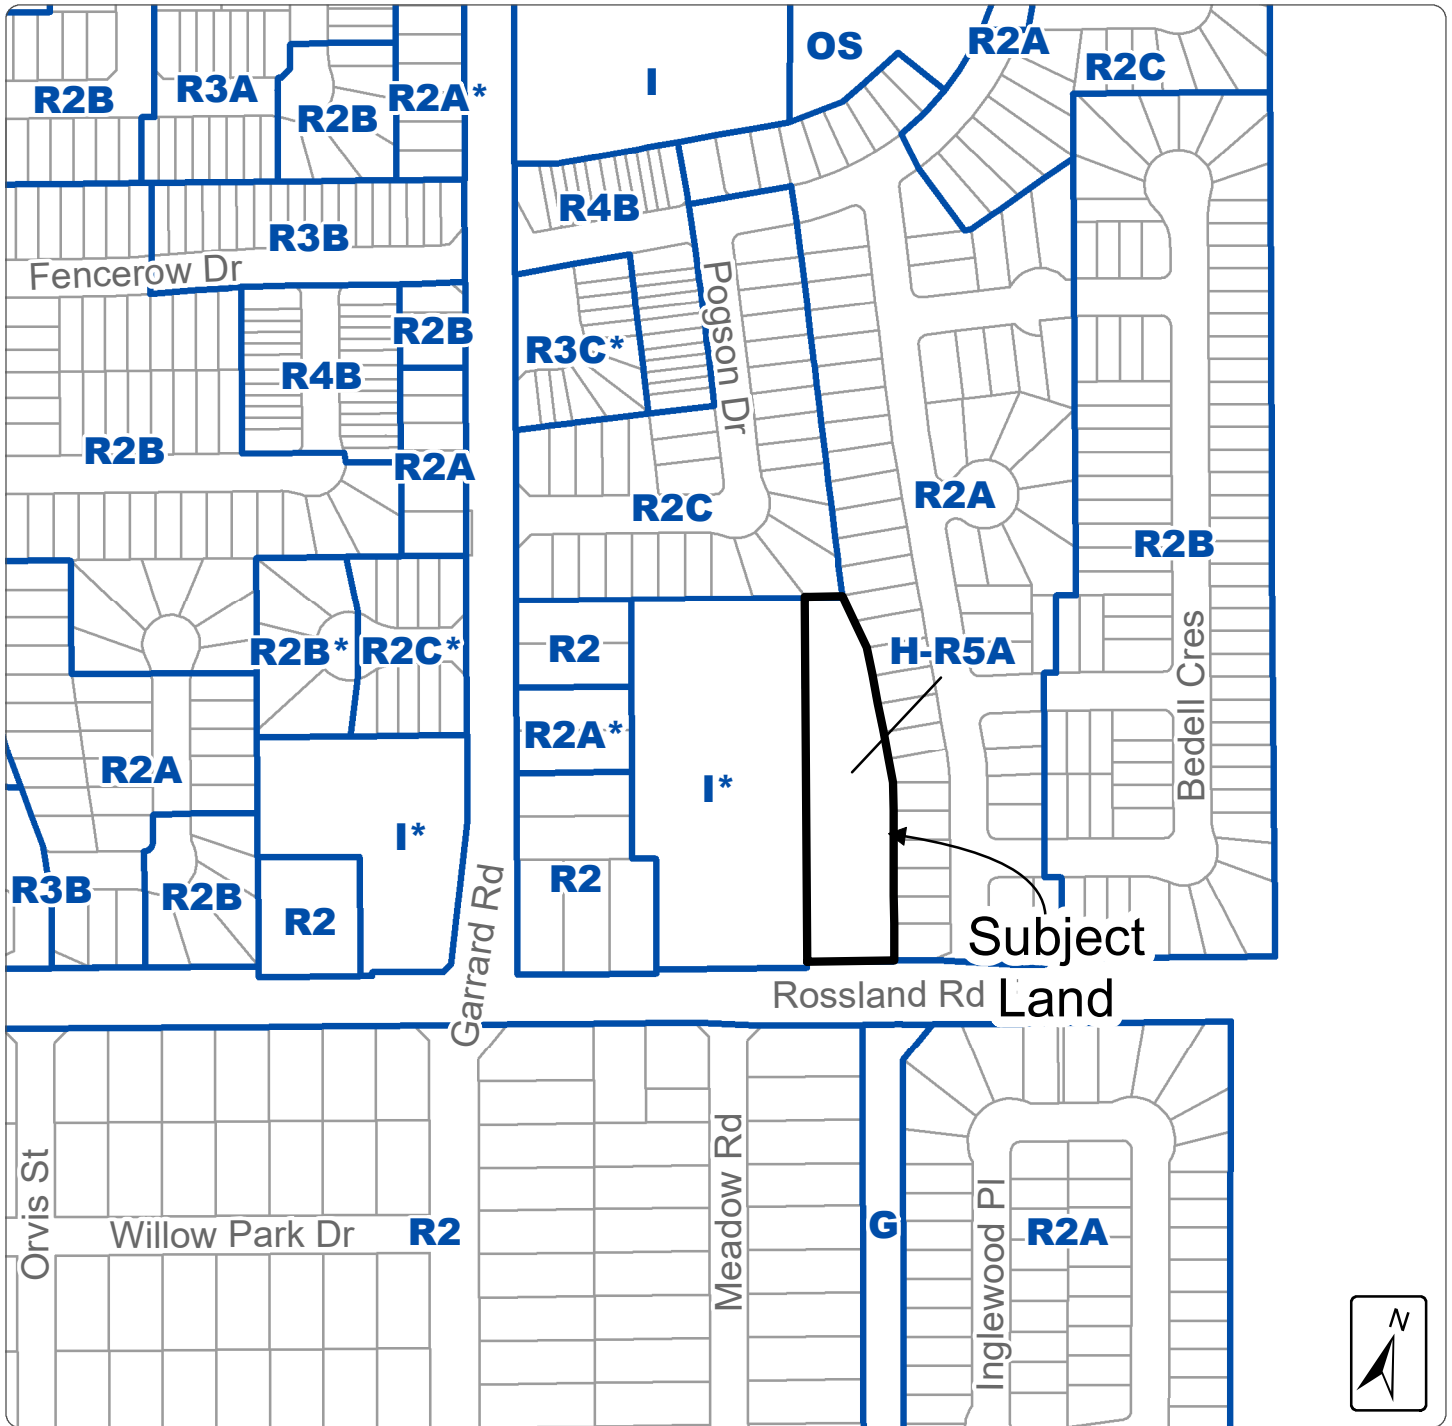 R2B
R3A
R2B
R2A*
I
OS
R2A
R2C
R4B
R3B
Fencerow Dr
R2B
R4B
R3C*
Pogson Dr
R2B
R2A
R2C
R2A
R2B
R2B*
R2C*
R2
H-R5A
Bedell Cres
R2A
R2A*
I*
I*
R3B
R2B
R2
R2
Garrard Rd
Subject
Land
Rossland Rd
Orvis St
Willow Park Dr
R2
Meadow Rd
G
Inglewood Pl
R2A
N